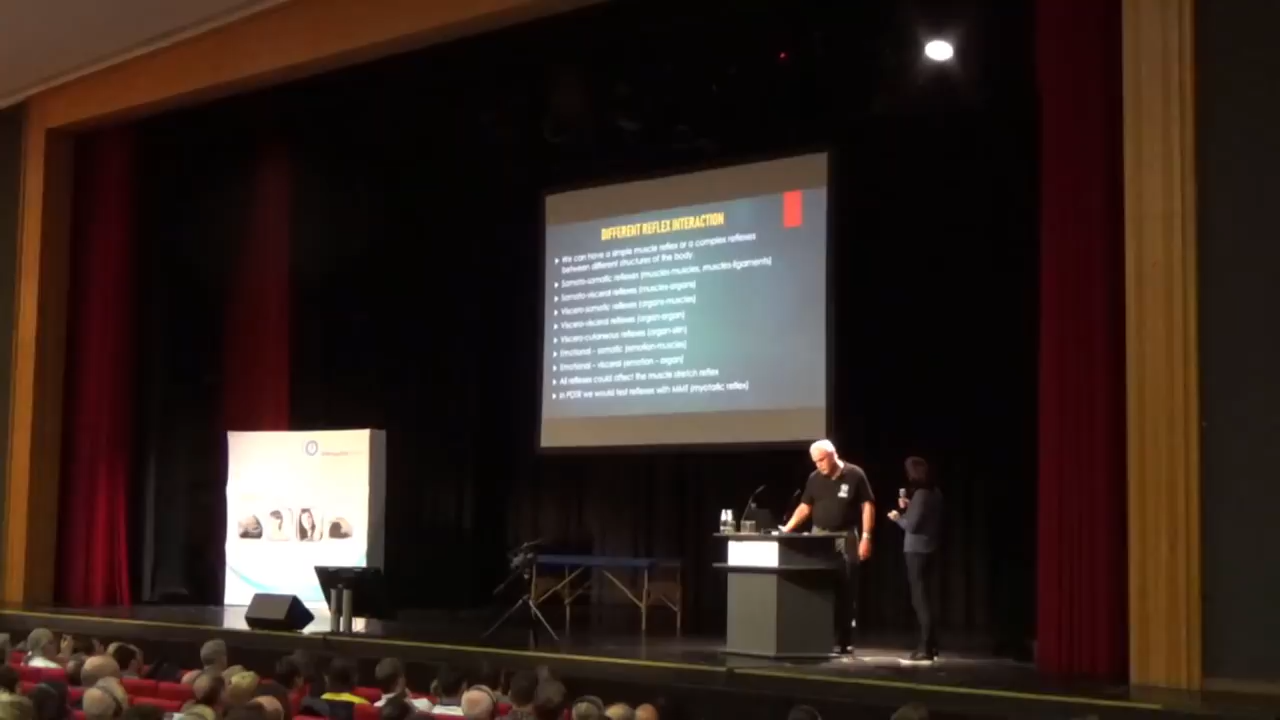 DIFFERENT REFLEX INTERACTION
We can have a simple muscle reflex or a complex reflexes
between different structures of the body
Somato-somatic reflexes (muscles-muscles, muscles-ligaments)
Somato-visceral reflexes (muscles-organs)
Viscero-somatic reflexes (organs-muscles)
Viscero-visceral reflexes (organ-organ)
Viscero-cutaneous reflexes (organ-skin)
Emotional - somatic (emotion-muscles)
Emotional - visceral (emotion - organ)
All reflexes could affect the muscle stretch reflex
In PDTR we would test reflexes with MMT (myotatic reflex)